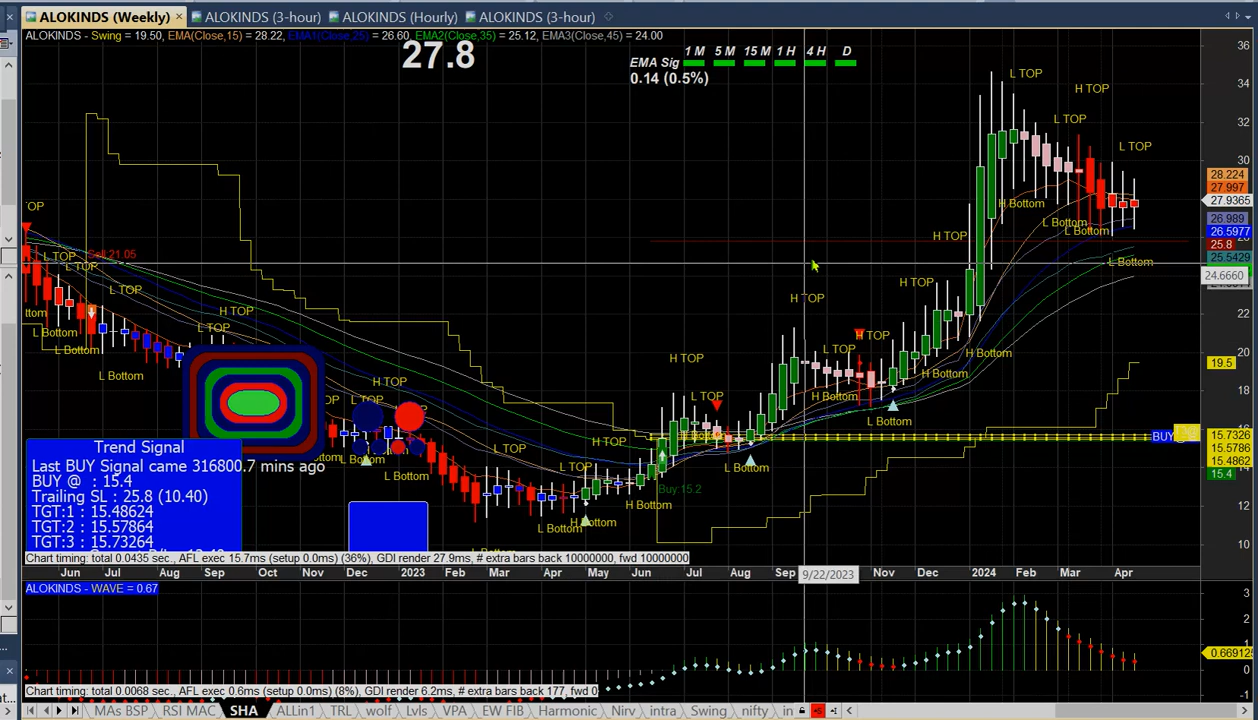 ALOKINDS (Weekly) ALOKINDS (3-hour) ALOKINDS (Hourly) ALOKINDS (3-hour)
ALOKINDS - Swing = 19.50, EMA(Close,15) = 28.22, EMA1(Close,25) = 26.60, EMA2(Close,35) = 25.12, EMA3(Close,45) = 24.00
27.8
1 M 5 M 15 M 1 H 4 H D
EMA Sig
0.14 (0.5%)
36
34
32
30
28.224
27.997
27.9365
26.989
26.5977
25.8
25.5429
24.6660
22
20
19.5
18
15.7326
15.5786
15.4862
15.4
12
10
L TOP
H TOP
L TOP
L TOP
H Bottom
L Bottom
H Bottom
L Bottom
H TOP
H TOP
H TOP
H TOP
L TOP
H Bottom
H Bottom
H Bottom
L Bottom
TOP
Sell:21.05
L TOP
L TOP
L TOP
ttom
L Bottom
L Bottom
L Bottom
H TOP
L TOP
H TOP
L TOP
L Bottom
L TOP
L TOP
L Bottom
H Bottom
H TOP
H Bottom
H TOP
L TOP
L Bottom
Buy:15.2
BUY
Trend Signal
Last BUY Signal came 316800.7 mins ago
BUY @ : 15.4
Trailing SL : 25.8 (10.40)
TGT:1 : 15.48624
TGT:2 : 15.57864
TGT:3 : 15.73264
Chart timing: total 0.0435 sec., AFL exec 15.7ms (setup 0.0ms) (36%), GDI render 27.9ms, # extra bars back 10000000, fwd 10000000
Jun Jul Aug Sep Oct Nov Dec 2023 Feb Mar Apr May Jun Jul Aug Sep 9/22/2023 Nov Dec 2024 Feb Mar Apr
ALOKINDS - WAVE = 0.67
3
2
1
0.669125
0
Chart timing: total 0.0068 sec., AFL exec 0.6ms (setup 0.0ms) (8%), GDI render 6.2ms, # extra bars back 177, fwd 0
MAs BSP RSI MAC SHA ALLin1 TRL wolf Lvls VPA EW FIB Harmonic Nirv intra Swing nifty in